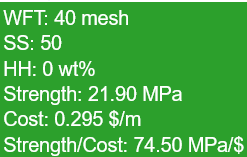 WFT: 40 mesh
SS: 50
HH: 0 wt%
Strength: 21.90 MPa
Cost: 0.295 $/m
Strength/Cost: 74.50 MPa/$